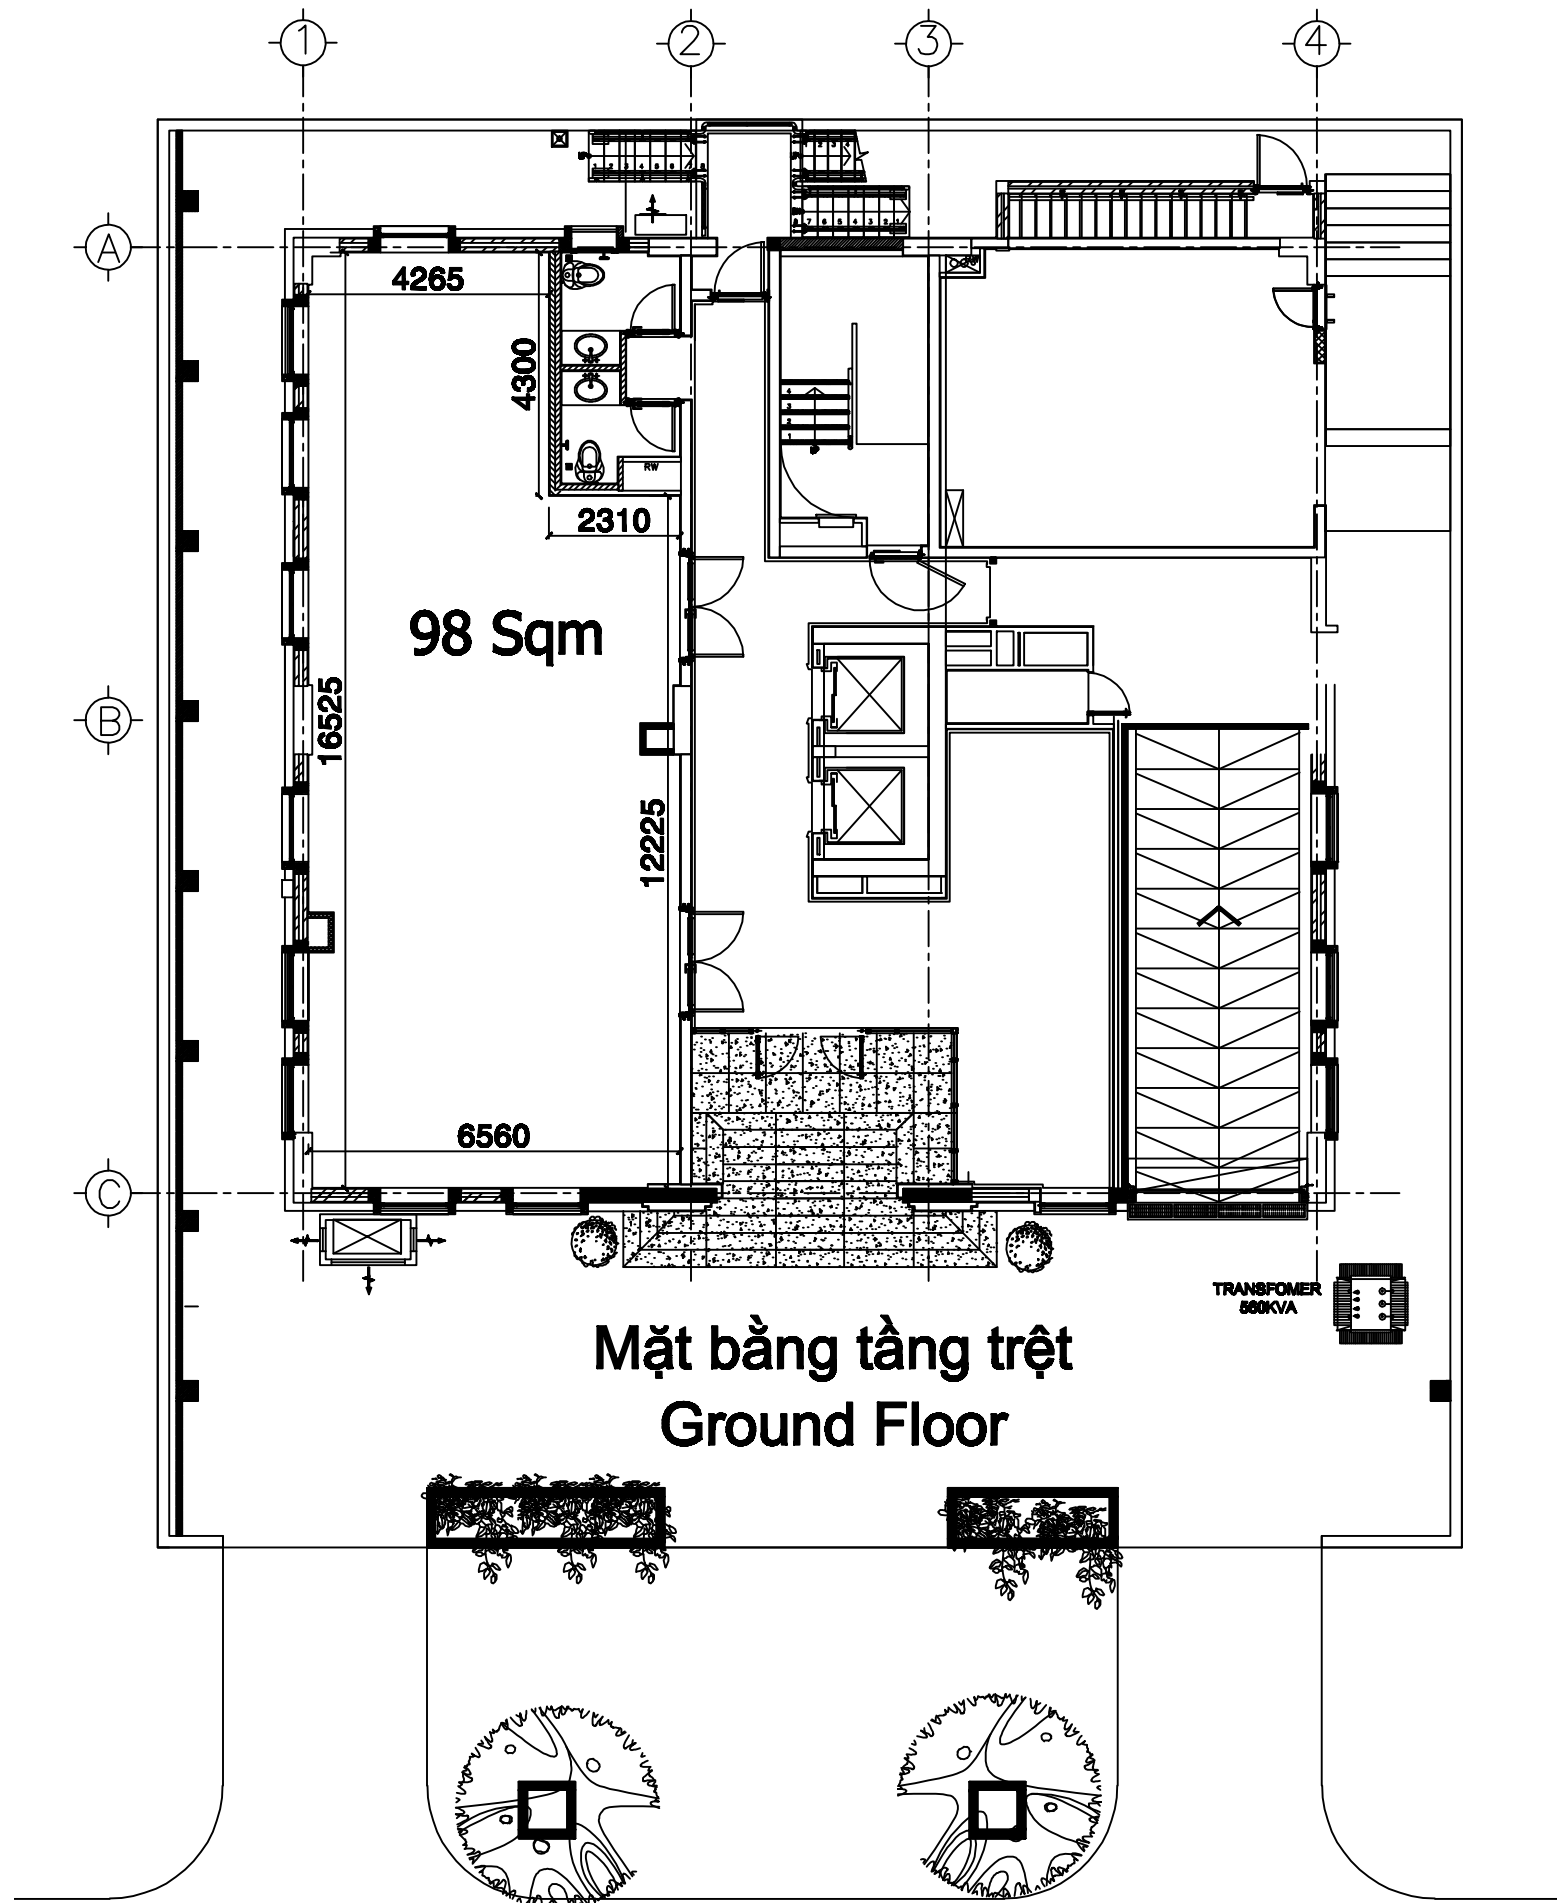 1 2 3 4
A
4265
4300
RW
2310
98 Sqm
16525
B
12225
6560
C
TRANSFOMER
560KVA
Mặt bằng tầng trệt
Ground Floor